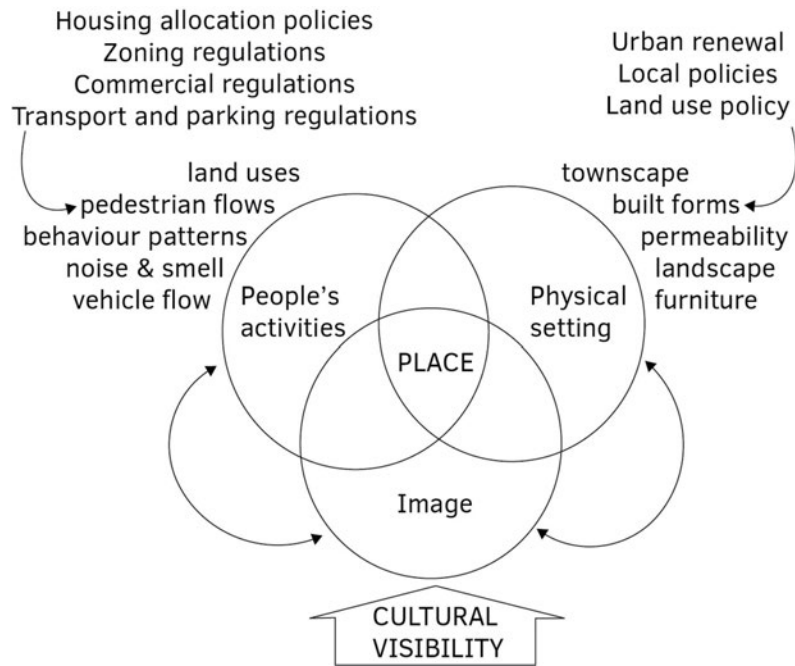 Housing allocation policies
Zoning regulations
Commercial regulations
Transport and parking regulations
Urban renewal
Local policies
Land use policy
land uses
pedestrian flows
behaviour patterns
noise & smell
vehicle flow
townscape
built forms
permeability
landscape
furniture
People's
activities
Physical
setting
PLACE
Image
CULTURAL
VISIBILITY